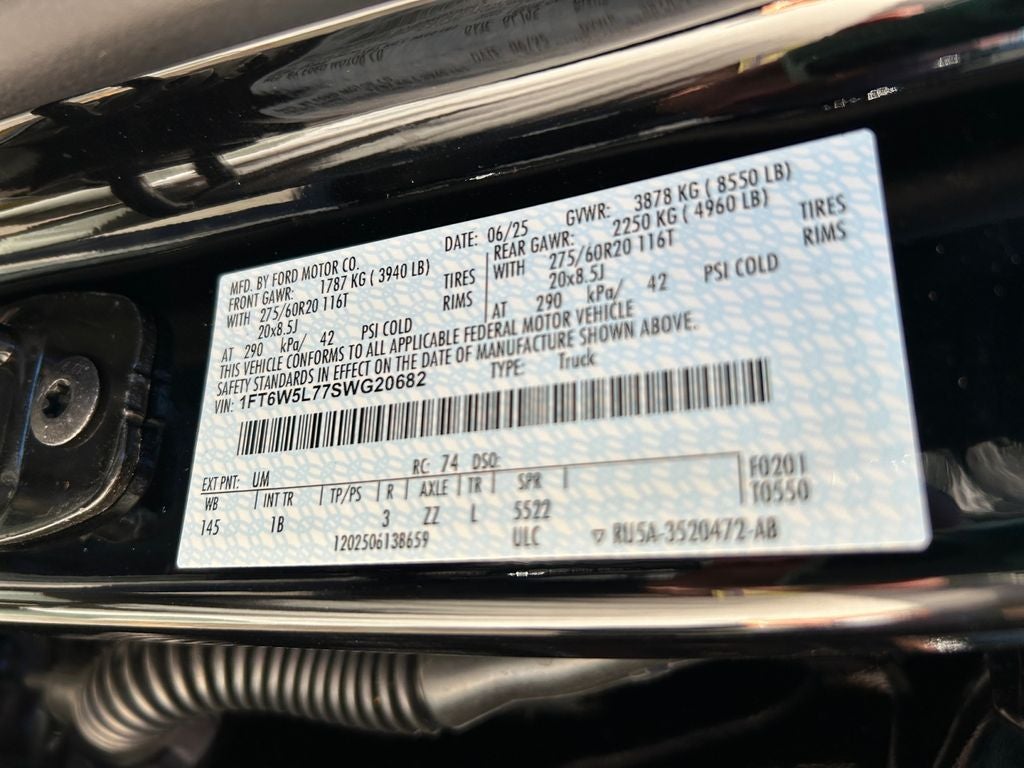 MFD. BY FORD MOTOR CO.
DATE: 06/25 GVWR: 3878 KG ( 8550 LB)
FRONT GAWR: 1787 KG ( 3940 LB)
REAR GAWR: 2250 KG ( 4960 LB)
WITH 275/60R20 116T TIRES
WITH 275/60R20 116T TIRES
20x8.5J RIMS
20x8.5J RIMS
AT 290 kPa/ 42 PSI COLD
AT 290 kPa/ 42 PSI COLD
THIS VEHICLE CONFORMS TO ALL APPLICABLE FEDERAL MOTOR VEHICLE
SAFETY STANDARDS IN EFFECT ON THE DATE OF MANUFACTURE SHOWN ABOVE.
VIN: 1FT6W5L77SWG20682 TYPE: Truck
EXT PNT: UM RC: 74 DSO: F0201
WB INT TR TP/PS R AXLE TR SPR T0550
145 1B 3 ZZ L 5522
1202506138659 ULC ▽ RU5A-3520472-AB